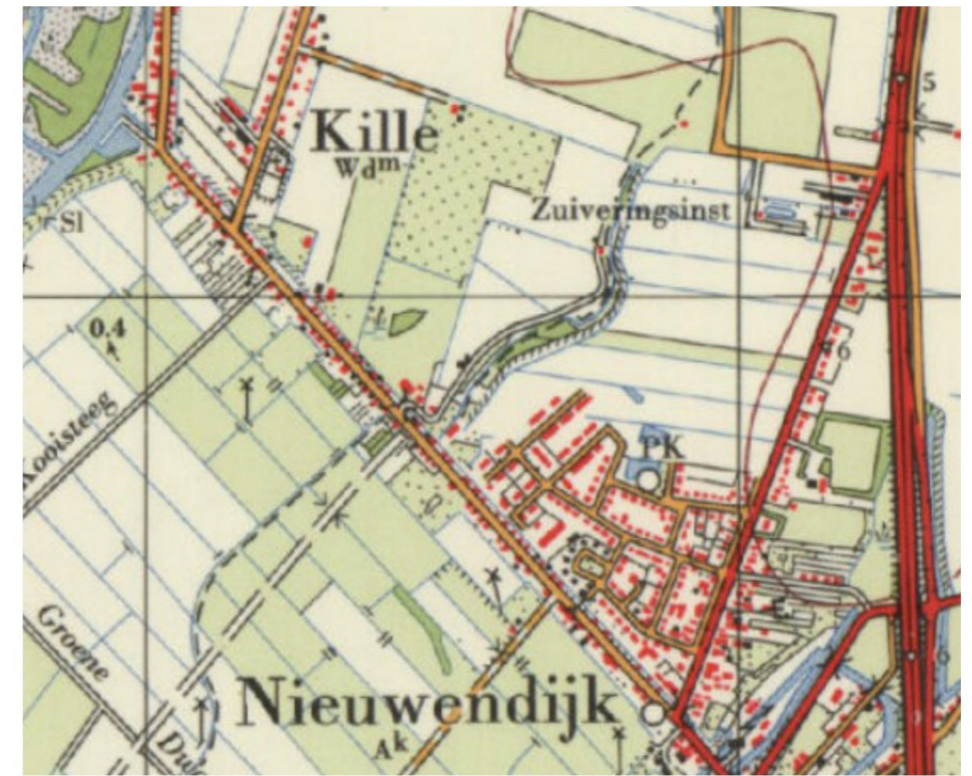 5
Kille
Wdm
Zuiveringsinst
Sl
0.4
6
Kooisteeg
PK
Groene
Nieuwendijk
Ak